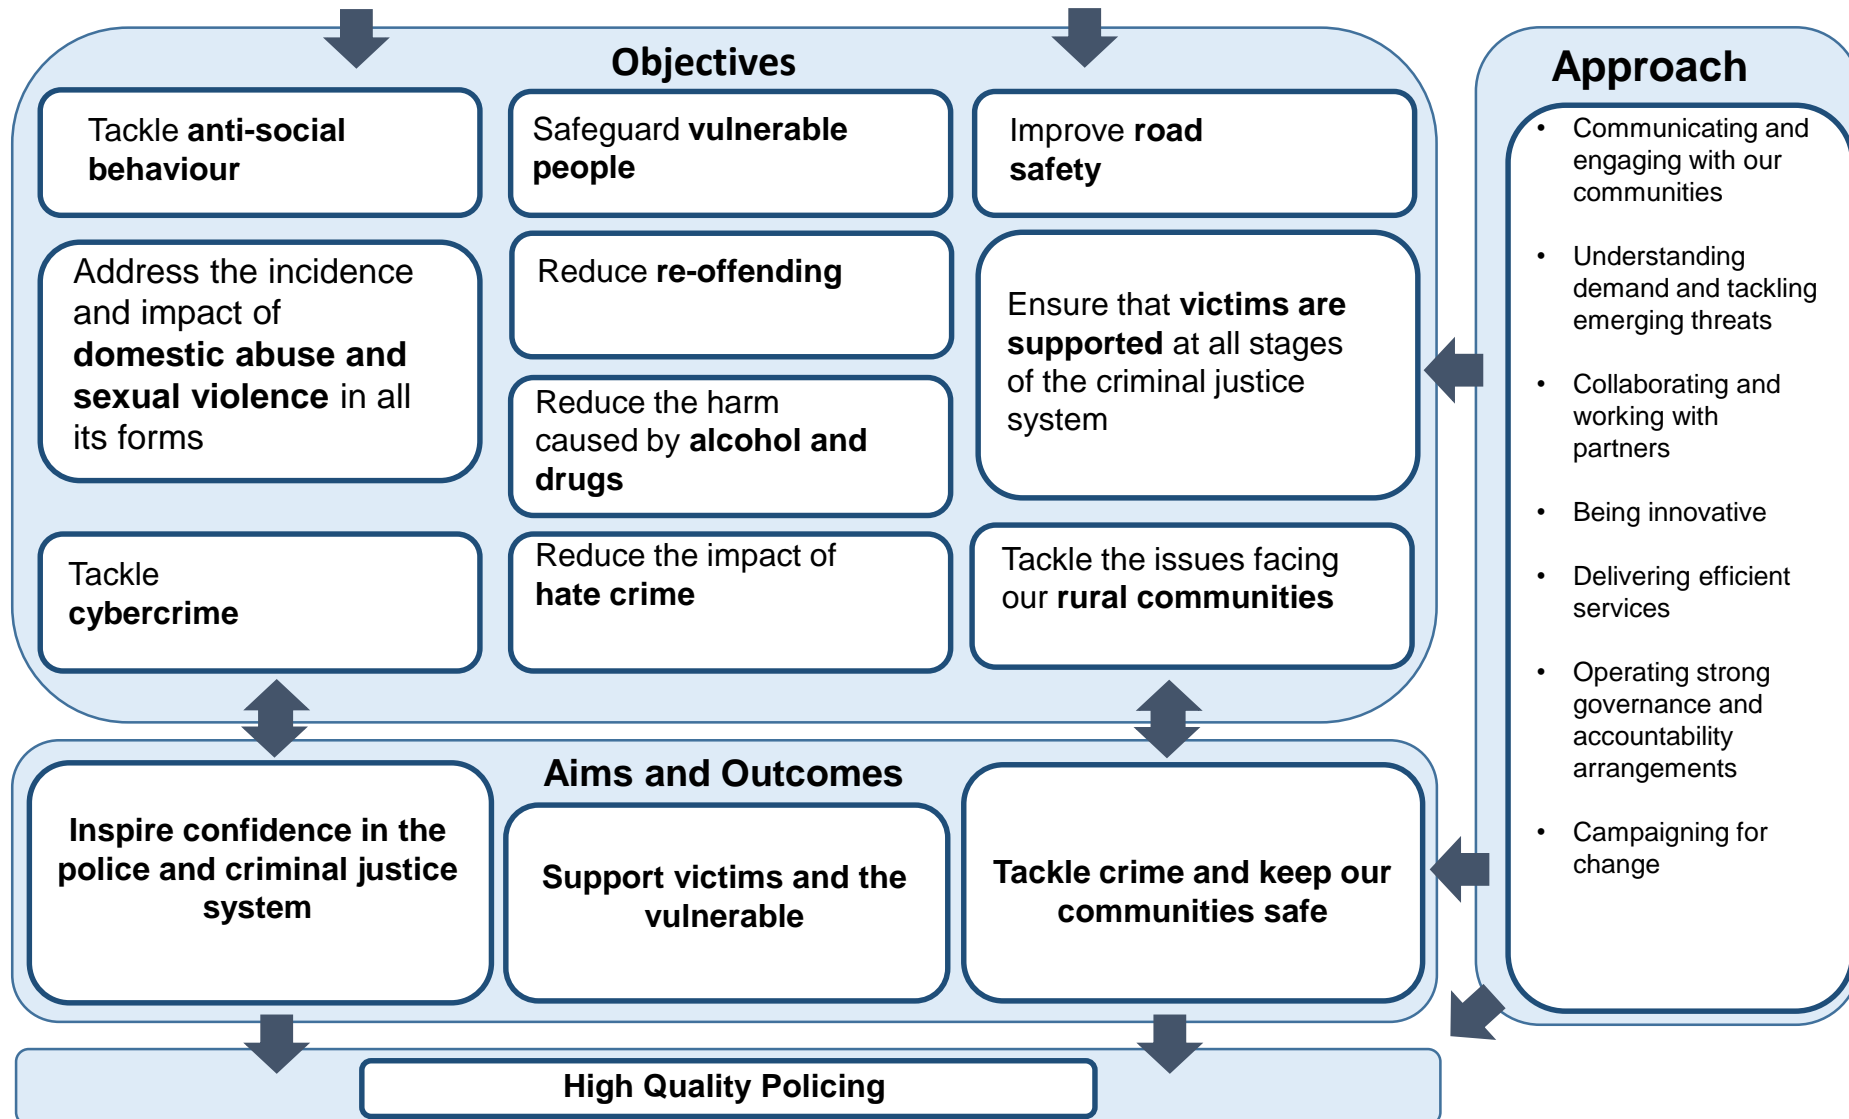 Objectives
Tackle anti-social
behaviour
Safeguard vulnerable
people
Improve road
safety
Address the incidence
and impact of
domestic abuse and
sexual violence in all
its forms
Reduce re-offending
Ensure that victims are
supported at all stages
of the criminal justice
system
Reduce the harm
caused by alcohol and
drugs
Tackle
cybercrime
Reduce the impact of
hate crime
Tackle the issues facing
our rural communities
Aims and Outcomes
Inspire confidence in the
police and criminal justice
system
Support victims and the
vulnerable
Tackle crime and keep our
communities safe
High Quality Policing
Approach
• Communicating and
engaging with our
communities
• Understanding
demand and tackling
emerging threats
• Collaborating and
working with
partners
• Being innovative
• Delivering efficient
services
• Operating strong
governance and
accountability
arrangements
• Campaigning for
change